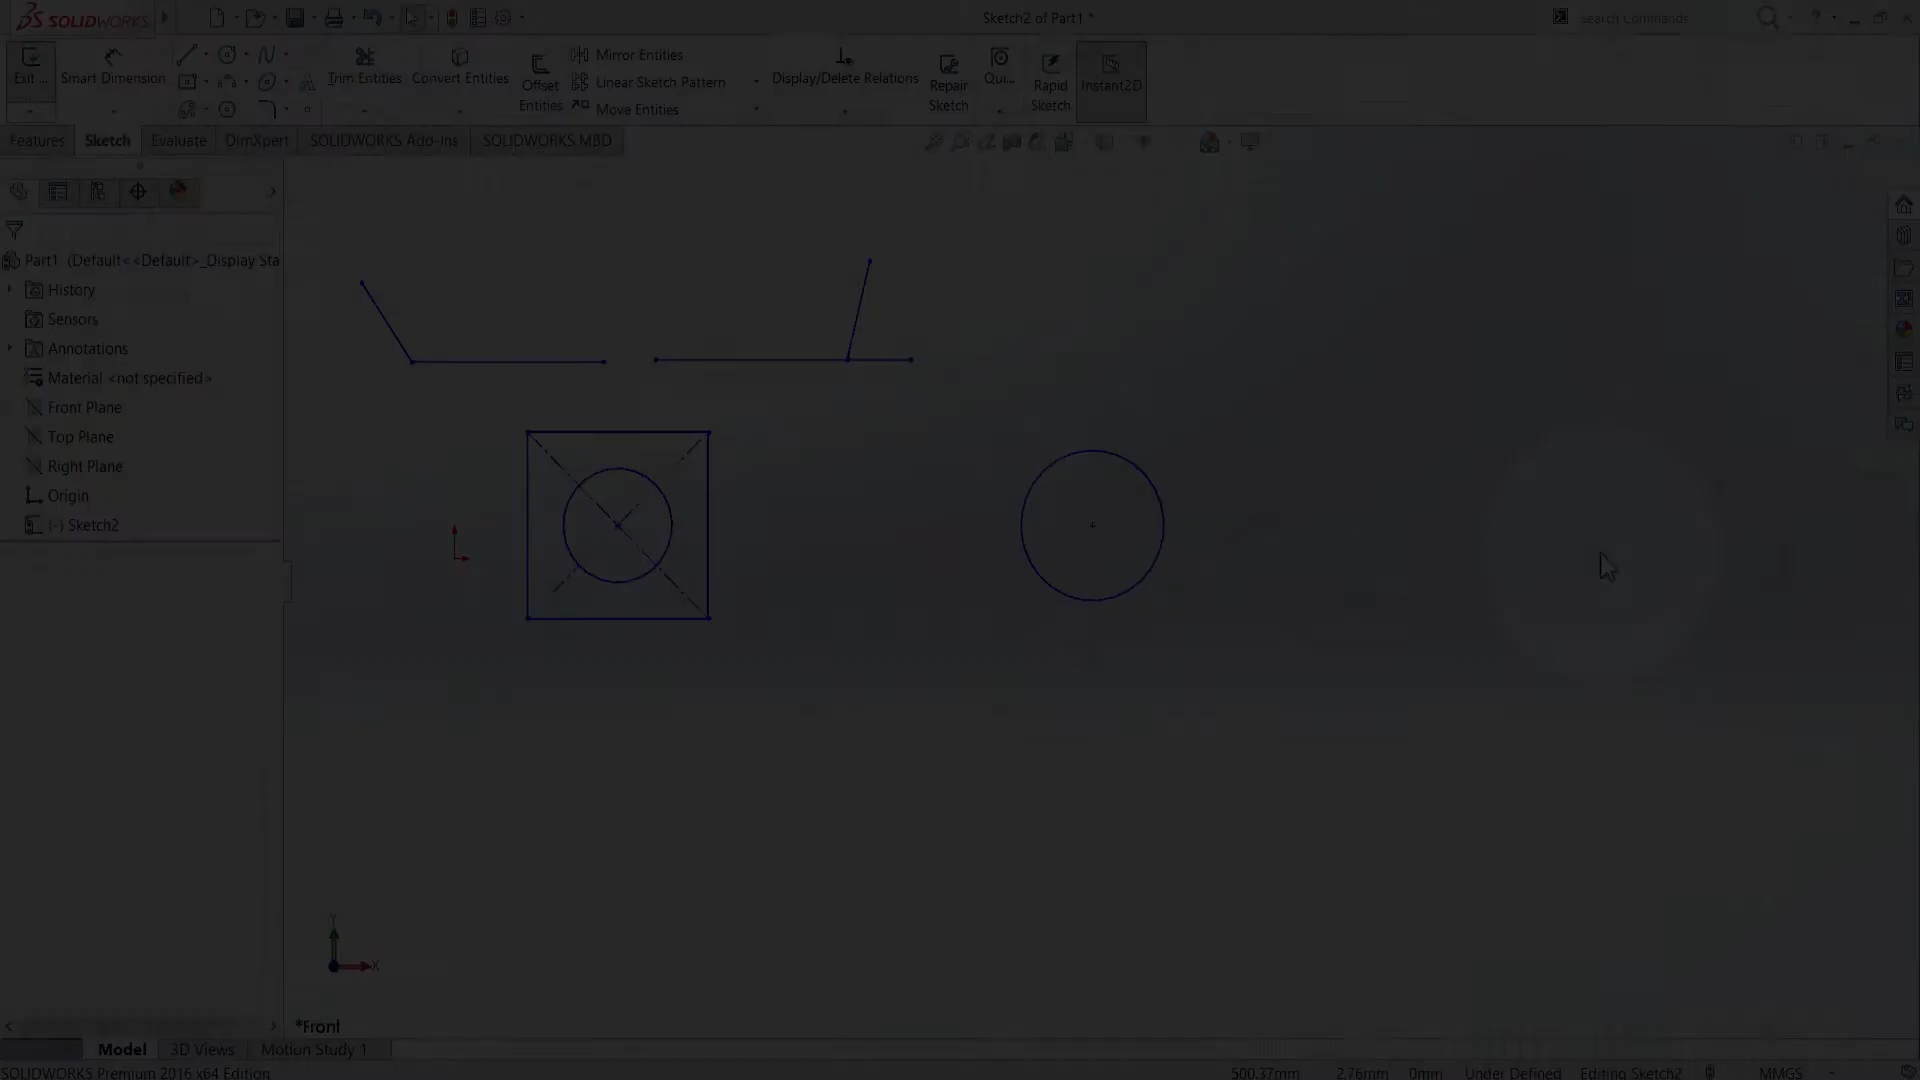 SOLIDWORKS
Sketch2 of Part1 *
Search Commands
Exit ...
Smart Dimension
Trim Entities
Convert Entities
Offset
Entities
Mirror Entities
Linear Sketch Pattern
Move Entities
Display/Delete Relations
Repair
Sketch
Qui...
Rapid
Sketch
Instant2D
Features
Sketch
Evaluate
DimXpert
SOLIDWORKS Add-Ins
SOLIDWORKS MBD
Part1 (Default<<Default>_Display Sta
History
Sensors
Annotations
Material <not specified>
Front Plane
Top Plane
Right Plane
Origin
(-) Sketch2
Y
X
*Front
Model
3D Views
Motion Study 1
SOLIDWORKS Premium 2016 x64 Edition
500.37mm
2.76mm
0mm
Under Defined
Editing Sketch2
MMGS